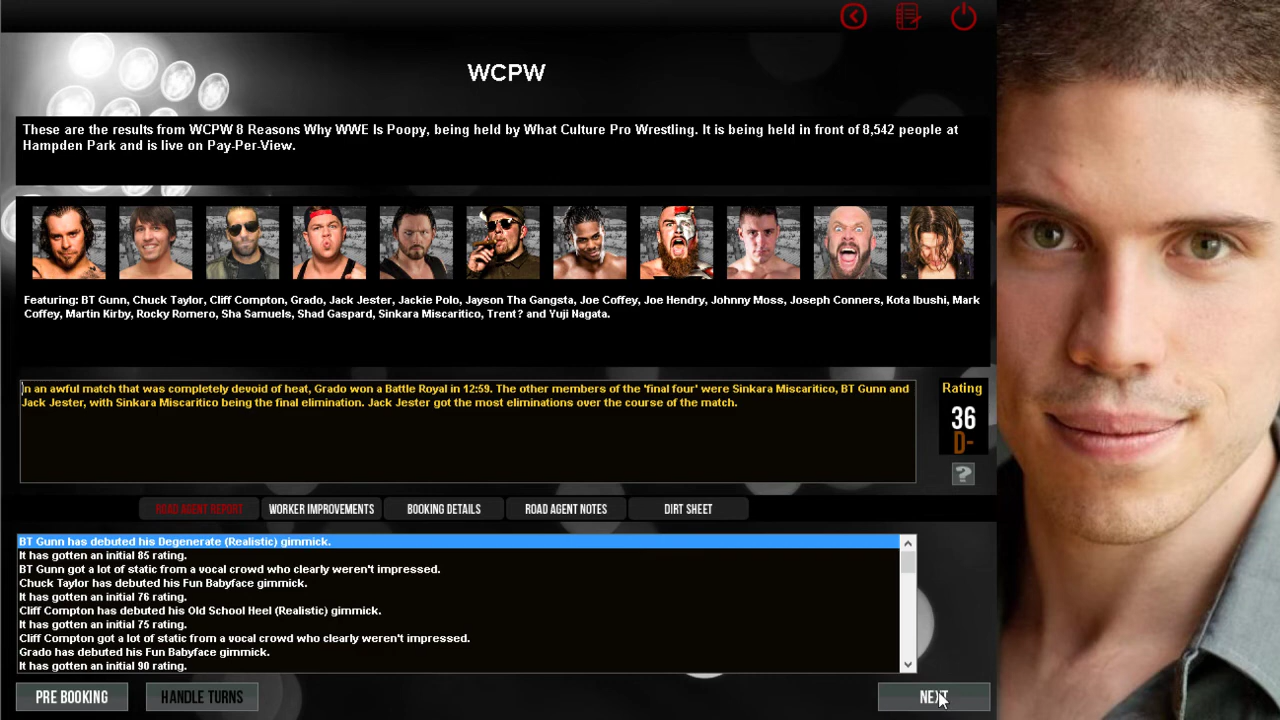 WCPW
These are the results from WCPW 8 Reasons Why WWE Is Poopy, being held by What Culture Pro Wrestling. It is being held in front of 8,542 people at
Hampden Park and is live on Pay-Per-View.
Featuring: BT Gunn, Chuck Taylor, Cliff Compton, Grado, Jack Jester, Jackie Polo, Jayson Tha Gangsta, Joe Coffey, Joe Hendry, Johnny Moss, Joseph Conners, Kota Ibushi, Mark
Coffey, Martin Kirby, Rocky Romero, Sha Samuels, Shad Gaspard, Sinkara Miscaritico, Trent? and Yuji Nagata.
In an awful match that was completely devoid of heat, Grado won a Battle Royal in 12:59. The other members of the 'final four' were Sinkara Miscaritico, BT Gunn and
Jack Jester, with Sinkara Miscaritico being the final elimination. Jack Jester got the most eliminations over the course of the match.
Rating
36
D-
?
ROAD AGENT REPORT WORKER IMPROVEMENTS BOOKING DETAILS ROAD AGENT NOTES DIRT SHEET
BT Gunn has debuted his Degenerate (Realistic) gimmick.
It has gotten an initial 85 rating.
BT Gunn got a lot of static from a vocal crowd who clearly weren't impressed.
Chuck Taylor has debuted his Fun Babyface gimmick.
It has gotten an initial 76 rating.
Cliff Compton has debuted his Old School Heel (Realistic) gimmick.
It has gotten an initial 75 rating.
Cliff Compton got a lot of static from a vocal crowd who clearly weren't impressed.
Grado has debuted his Fun Babyface gimmick.
It has gotten an initial 90 rating.
PRE BOOKING HANDLE TURNS NEXT